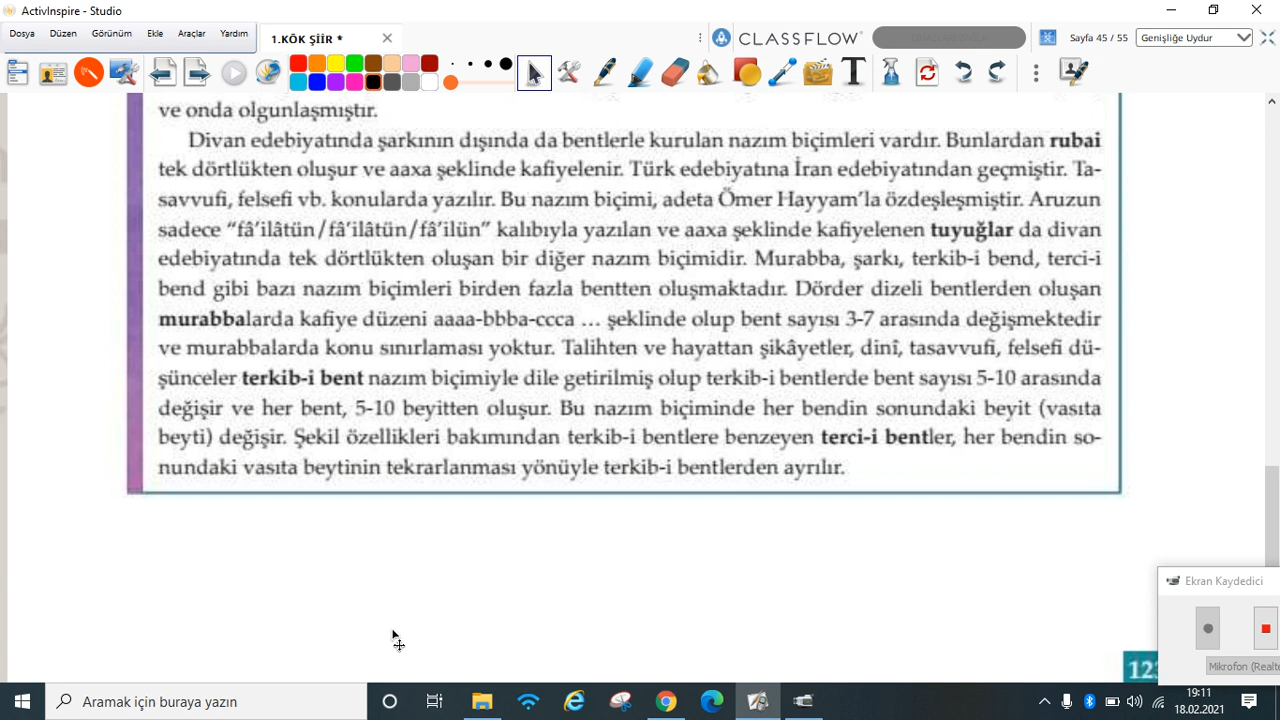 ActivInspire - Studio
Dosya Düzen Görünüm Ekle Araçlar Yardım
1.KÖK ŞİİR *
CLASSFLOW
Sayfa 45 / 55
Genişliğe Uydur
ve onda olgunlaşmıştır.
Divan edebiyatında şarkının dışında da bentlerle kurulan nazım biçimleri vardır. Bunlardan rubai
tek dörtlükten oluşur ve aaxa şeklinde kafiyelenir. Türk edebiyatına İran edebiyatından geçmiştir. Ta-
savvufi, felsefi vb. konularda yazılır. Bu nazım biçimi, adeta Ömer Hayyam’la özdeşleşmiştir. Aruzun
sadece “fâ’ilâtün/fâ’ilâtün/fâ’ilün” kalıbıyla yazılan ve aaxa şeklinde kafiyelenen tuyuğlar da divan
edebiyatında tek dörtlükten oluşan bir diğer nazım biçimidir. Murabba, şarkı, terkib-i bend, terci-i
bend gibi bazı nazım biçimleri birden fazla bentten oluşmaktadır. Dörder dizeli bentlerden oluşan
murabbalarda kafiye düzeni aaaa-bbba-ccca ... şeklinde olup bent sayısı 3-7 arasında değişmektedir
ve murabbalarda konu sınırlaması yoktur. Talihten ve hayattan şikâyetler, dinî, tasavvufi, felsefi dü-
şünceler terkib-i bent nazım biçimiyle dile getirilmiş olup terkib-i bentlerde bent sayısı 5-10 arasında
değişir ve her bent, 5-10 beyitten oluşur. Bu nazım biçiminde her bendin sonundaki beyit (vasıta
beyti) değişir. Şekil özellikleri bakımından terkib-i bentlere benzeyen terci-i bentler, her bendin so-
nundaki vasıta beytinin tekrarlanması yönüyle terkib-i bentlerden ayrılır.
Ekran Kaydedici
Mikrofon (Realte
Aramak için buraya yazın
19:11
18.02.2021